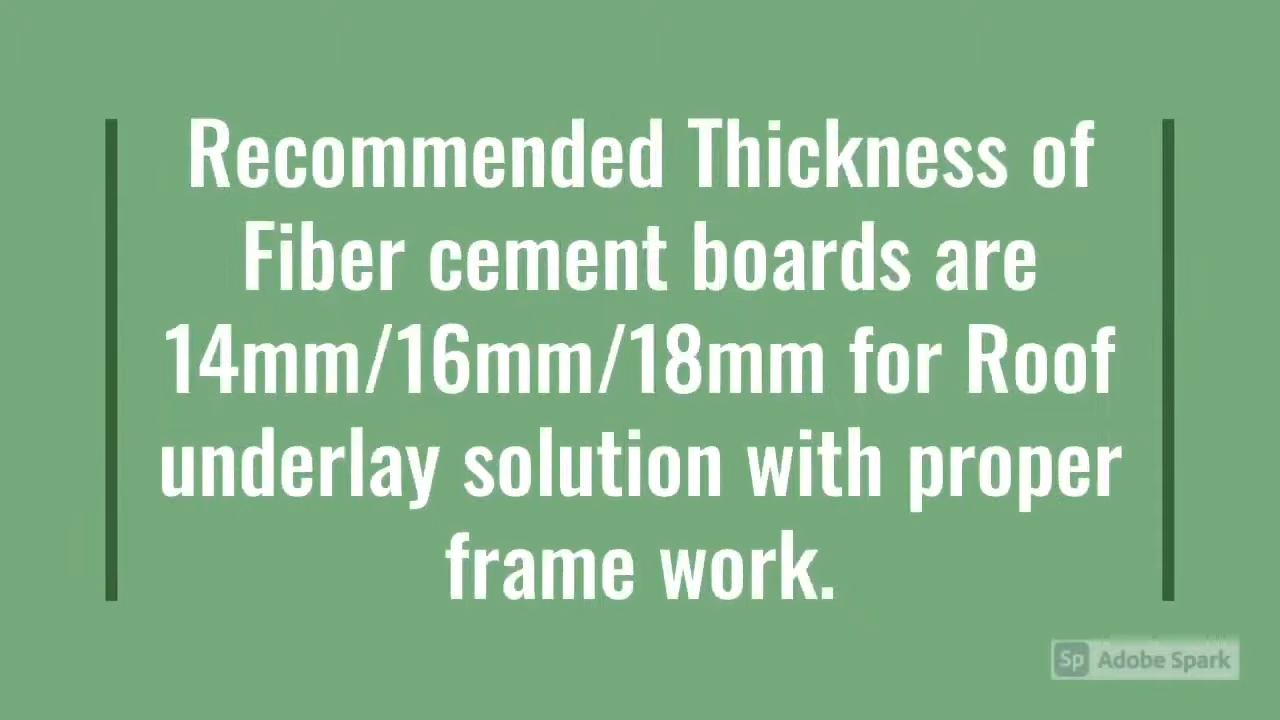 Recommended Thickness of
Fiber cement boards are
14mm/16mm/18mm for Roof
underlay solution with proper
frame work.
Sp Adobe Spark